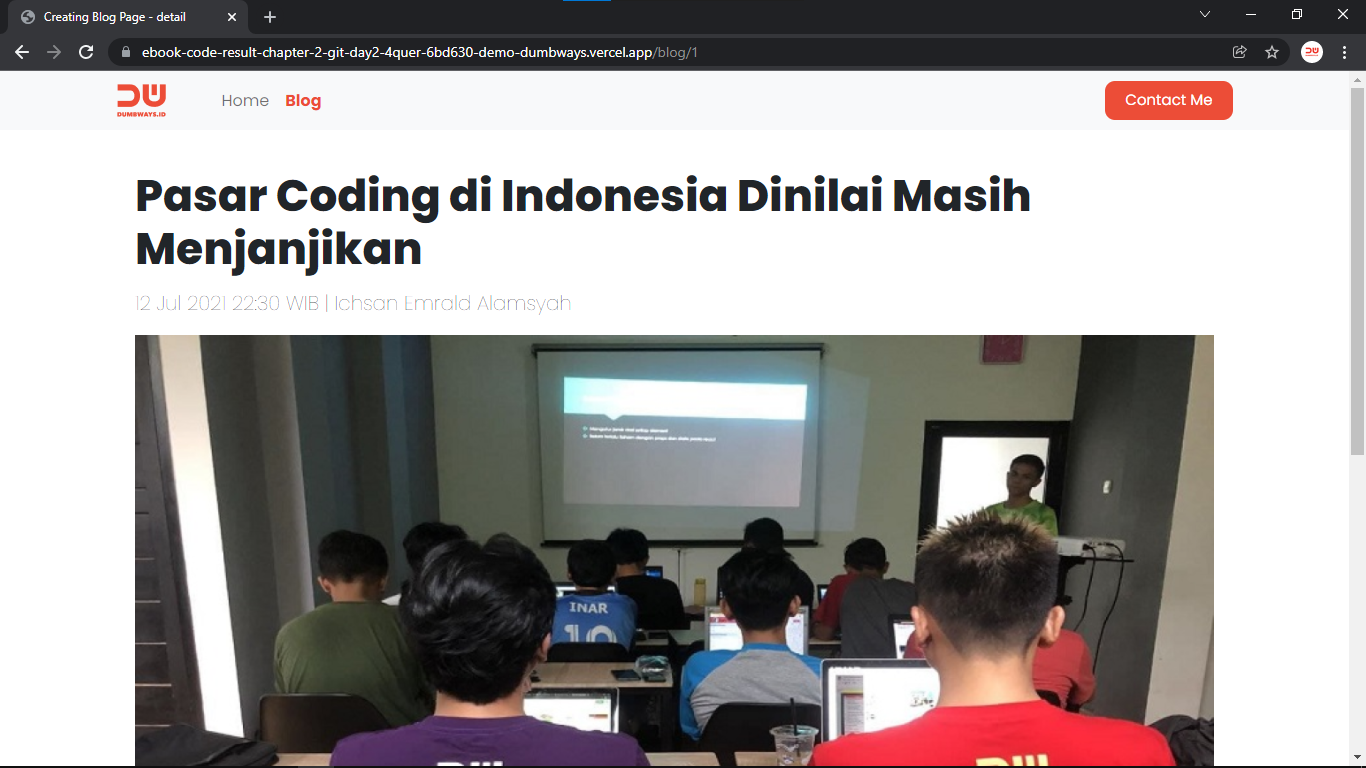 Creating Blog Page - detail
ebook-code-result-chapter-2-git-day2-4quer-6bd630-demo-dumbways.vercel.app/blog/1
DW
DUMBWAYS.ID
Home
Blog
Contact Me
Pasar Coding di Indonesia Dinilai Masih
Menjanjikan
12 Jul 2021 22:30 WIB | Ichsan Emrald Alamsyah
INAR
10